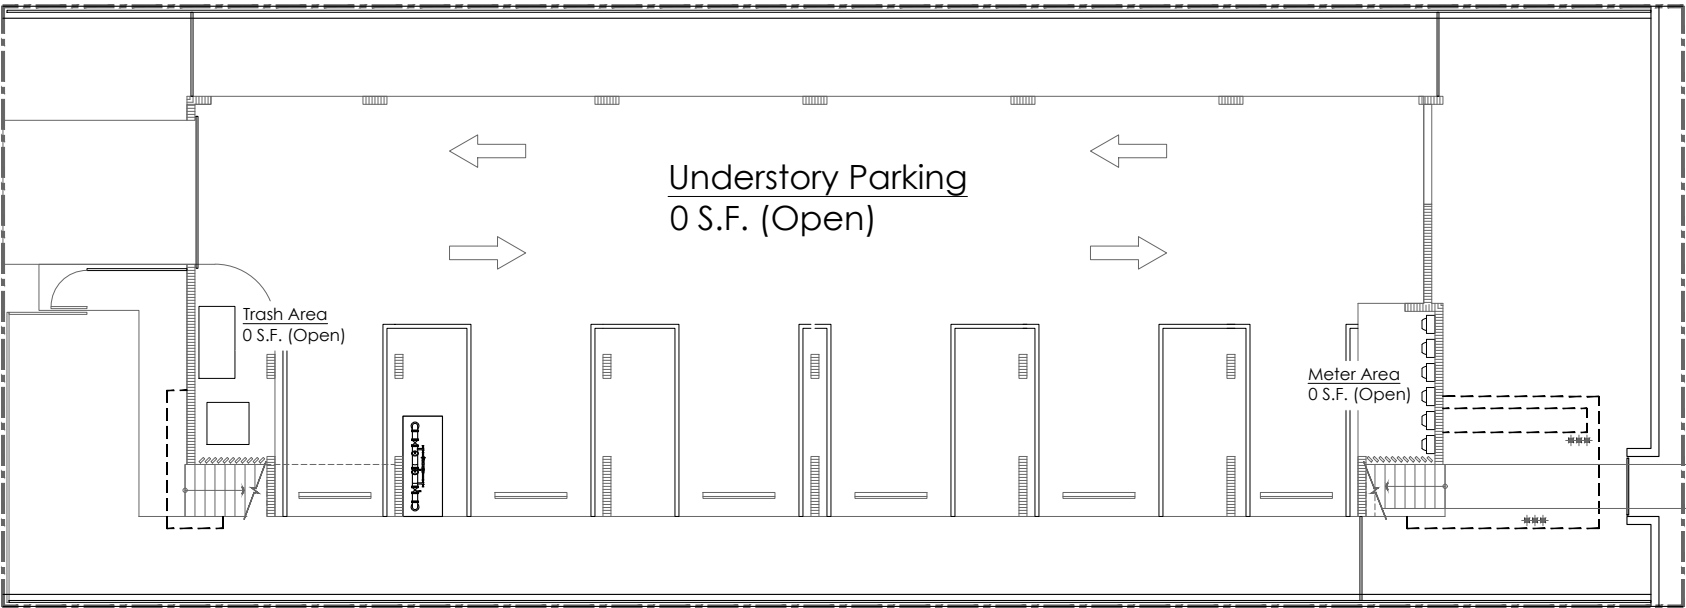 Understory Parking
0 S.F. (Open)
Trash Area
0 S.F. (Open)
Meter Area
0 S.F. (Open)